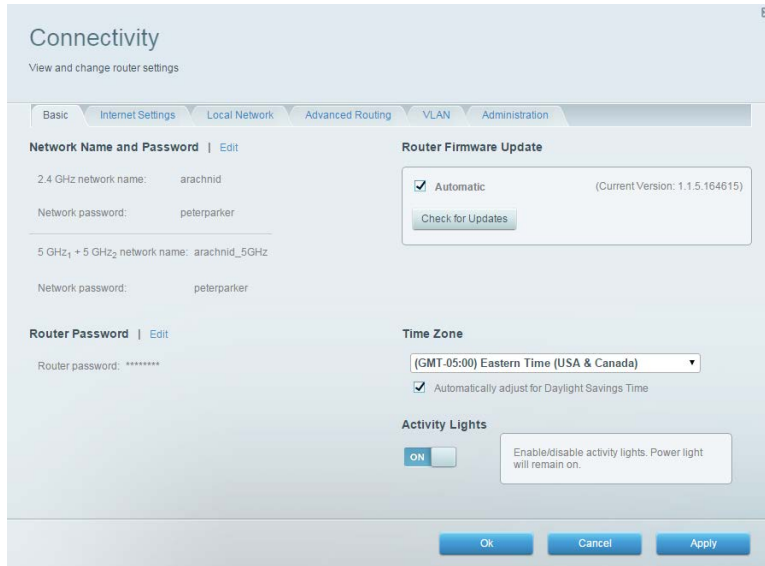 Connectivity
View and change router settings
Basic
Internet Settings
Local Network
Advanced Routing
VLAN
Administration
Network Name and Password | Edit
2.4 GHz network name: arachnid
Network password: peterparker
5 GHz1 + 5 GHz2 network name: arachnid_5GHz
Network password: peterparker
Router Password | Edit
Router password: ********
Router Firmware Update
Automatic
(Current Version: 1.1.5.164615)
Check for Updates
Time Zone
(GMT-05:00) Eastern Time (USA & Canada)
Automatically adjust for Daylight Savings Time
Activity Lights
ON
Enable/disable activity lights. Power light
will remain on.
Ok
Cancel
Apply